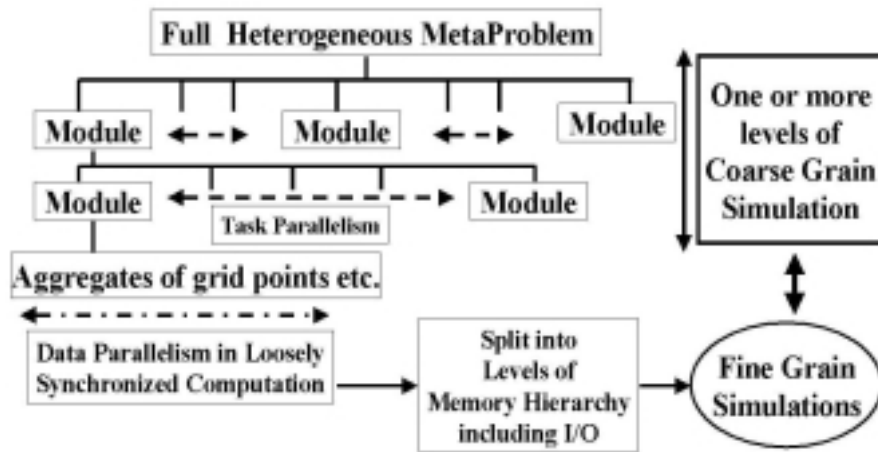 Full Heterogeneous MetaProblem
Module
Module
Module
One or more
levels of
Coarse Grain
Simulation
Module
Module
Task Parallelism
Aggregates of grid points etc.
Data Parallelism in Loosely
Synchronized Computation
Split into
Levels of
Memory Hierarchy
including I/O
Fine Grain
Simulations